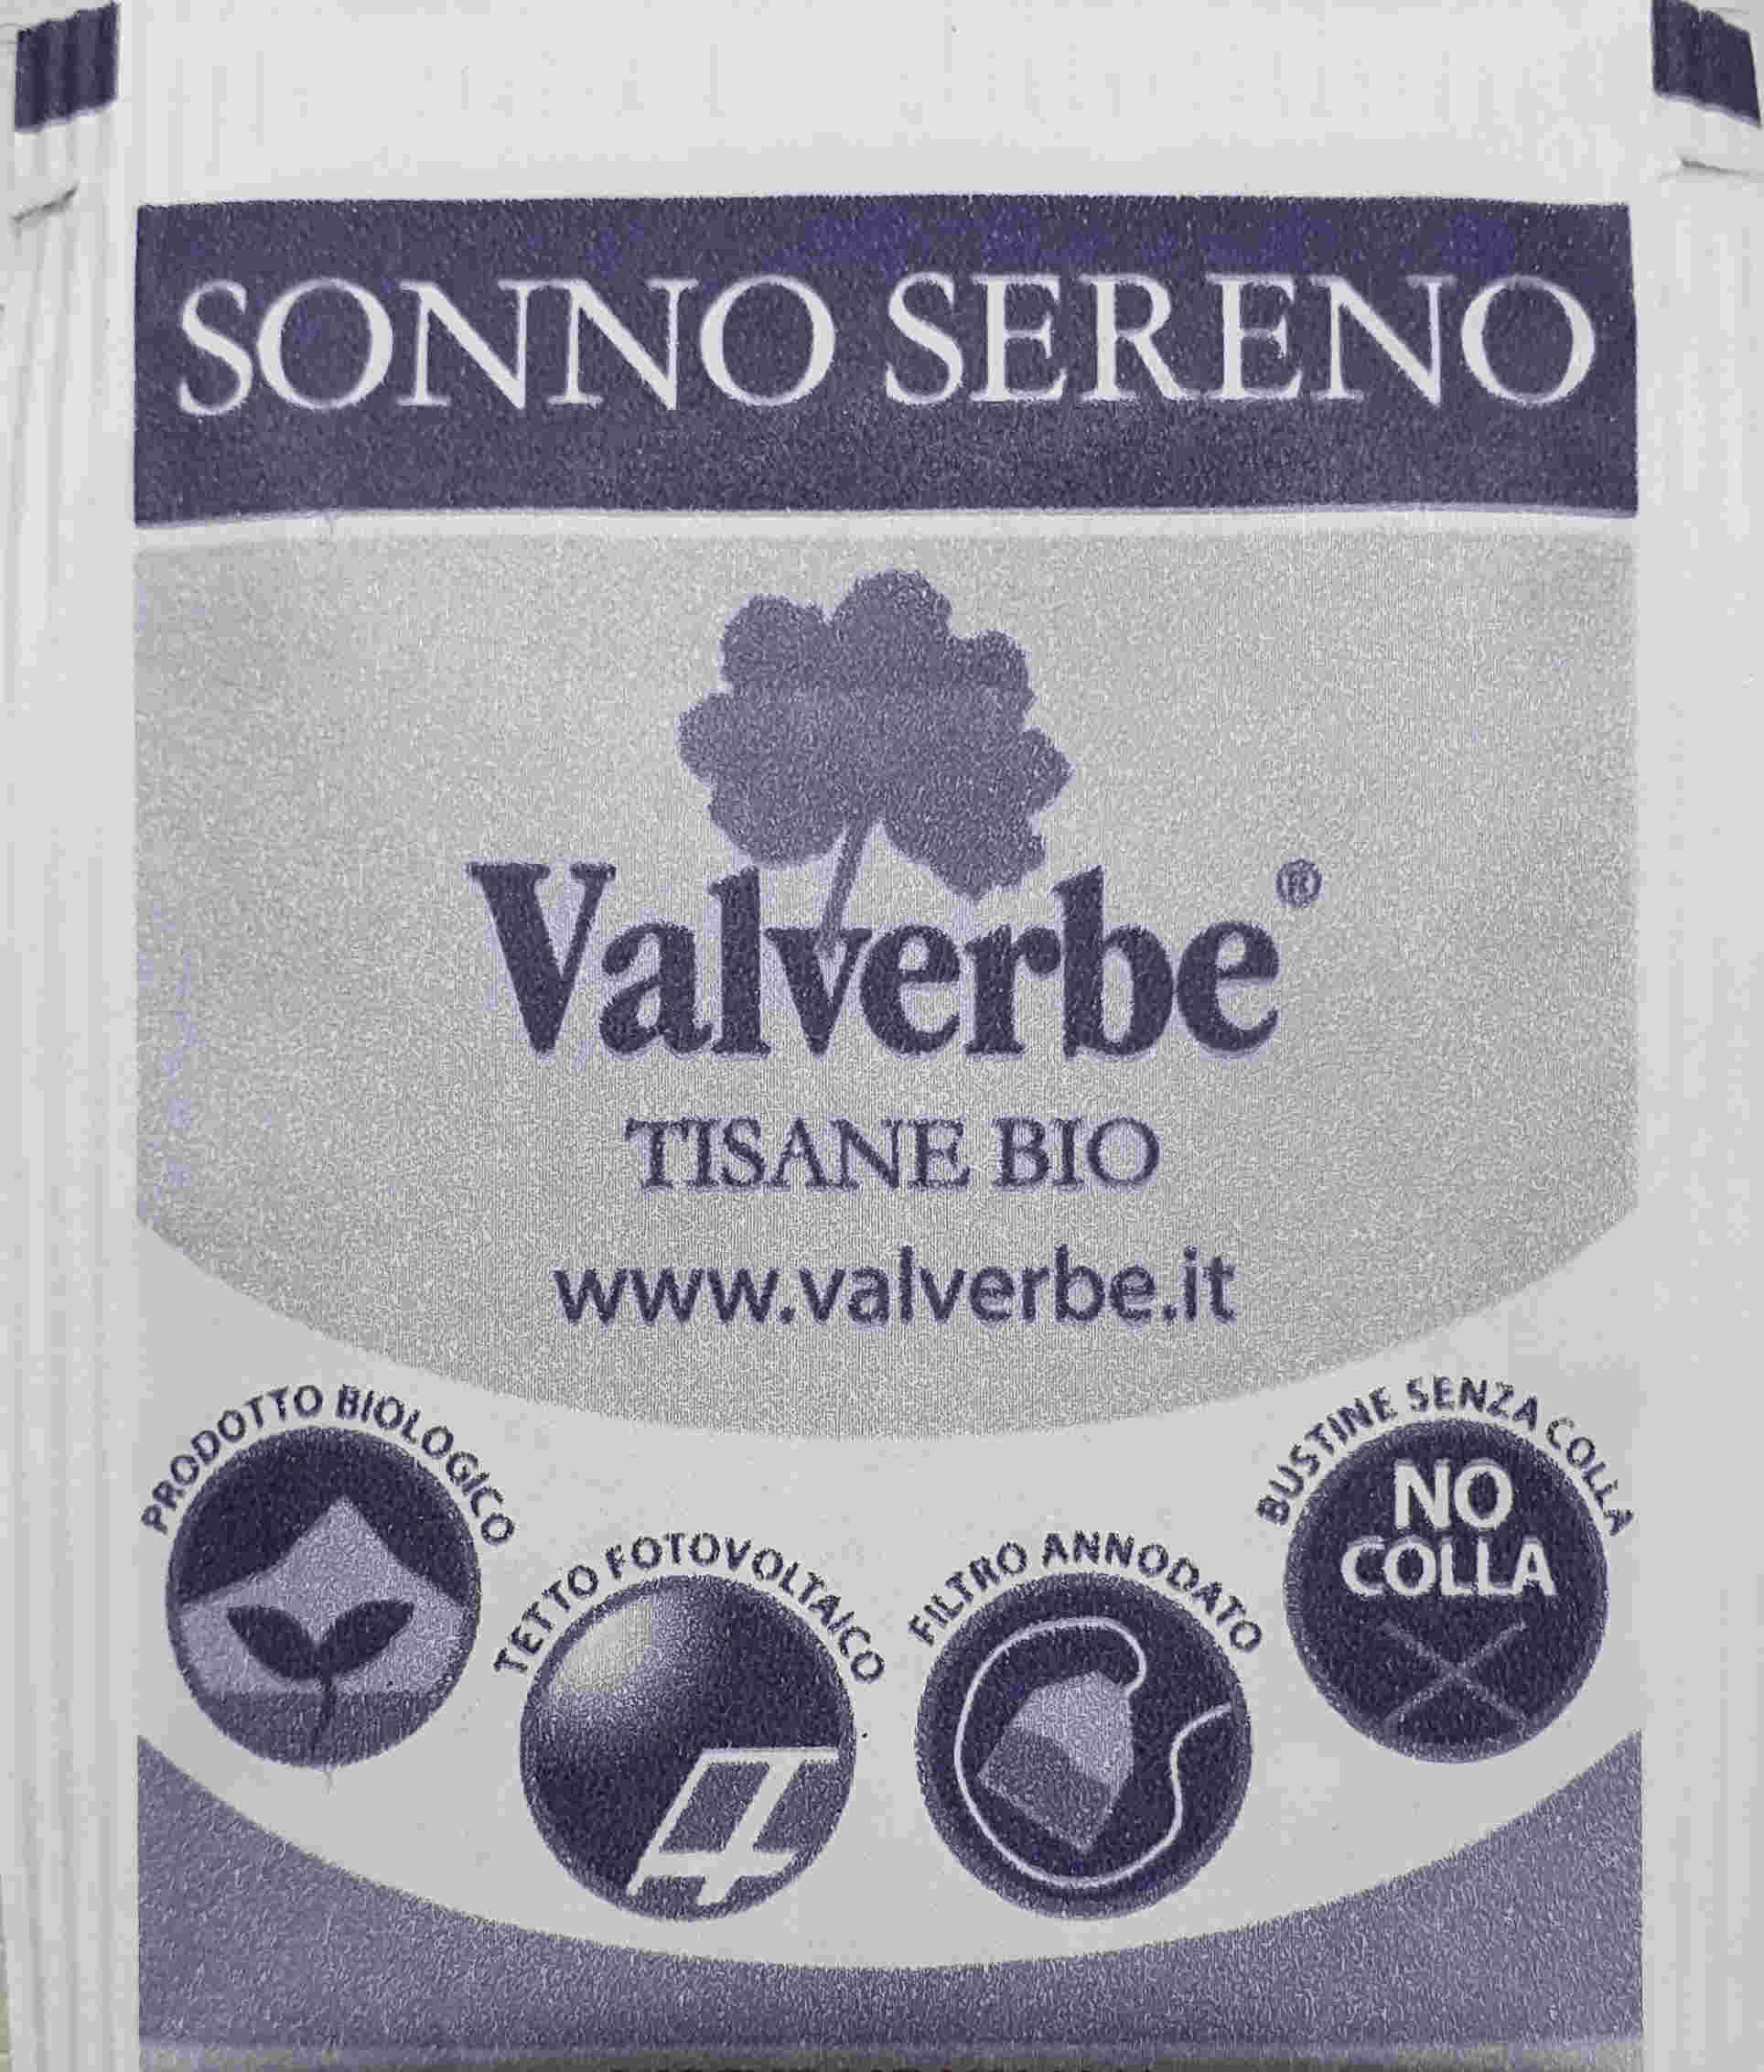 SONNO SERENO
Valverbe®
TISANE BIO
www.valverbe.it
PRODOTTO BIOLOGICO
TETTO FOTOVOLTAICO
FILTRO ANNODATO
BUSTINE SENZA COLLA
NO
COLLA